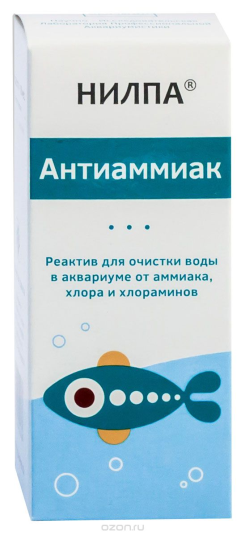 НИЛПА®
Антиаммиак
Реактив для очистки воды
в аквариуме от аммиака,
хлора и хлораминов
ozon.ru